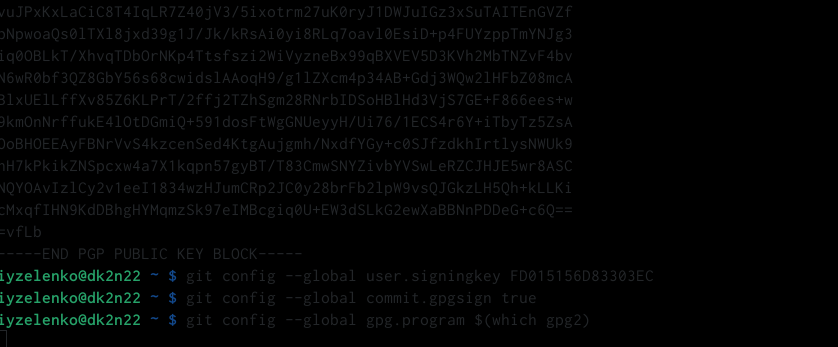 vuJPxKxLaCiC8T4IqLR7Z40jV3/5ixotrm27uK0ryJ1DWJuIGz3xSuTAITEnGVZf
bNpwoaQs0lTXl8jxd39g1J/Jk/kRsAi0yi8RLq7oavl0EsiD+p4FUYzppTmYNJg3
iq0OBLkT/XhvqTDbOrNKp4Ttsfszi2WiVyzneBx99qBXVEV5D3KVh2MbTNZvF4bv
N6wR0bf3QZ8GbY56s68cwidslAAoqH9/g1lZXcm4p34AB+Gdj3WQw2lHFbZ08mcA
3lxUElLffXv85Z6KLPrT/2ffj2TZhSgm28RNrbIDSoHBlHd3VjS7GE+F866ees+w
9kmOnNrffukE4lOtDGmiQ+591dosFtWgGNUeyyH/Ui76/1ECS4r6Y+iTbyTz5ZsA
OoBHOEEAyFBNrVvS4kzcenSed4KtgAujgmh/NxdfYGy+c0SJfzdkhIrtlysNWUk9
nH7kPkikZNSpcxw4a7X1kqpn57gyBT/T83CmwSNYZivbYVSwLeRZCJHJE5wr8ASC
NQYOAvIzlCy2v1eeI1834wzHJumCRp2JC0y28brFb2lpW9vsQJGkzLH5Qh+kLLKi
cMxqfIHN9KdDBhgHYMqmzSk97eIMBcgiq0U+EW3dSLkG2ewXaBBNnPDDeG+c6Q==
=vfLb
-----END PGP PUBLIC KEY BLOCK-----
iyzelenko@dk2n22 ~ $ git config --global user.signingkey FD015156D83303EC
iyzelenko@dk2n22 ~ $ git config --global commit.gpgsign true
iyzelenko@dk2n22 ~ $ git config --global gpg.program $(which gpg2)